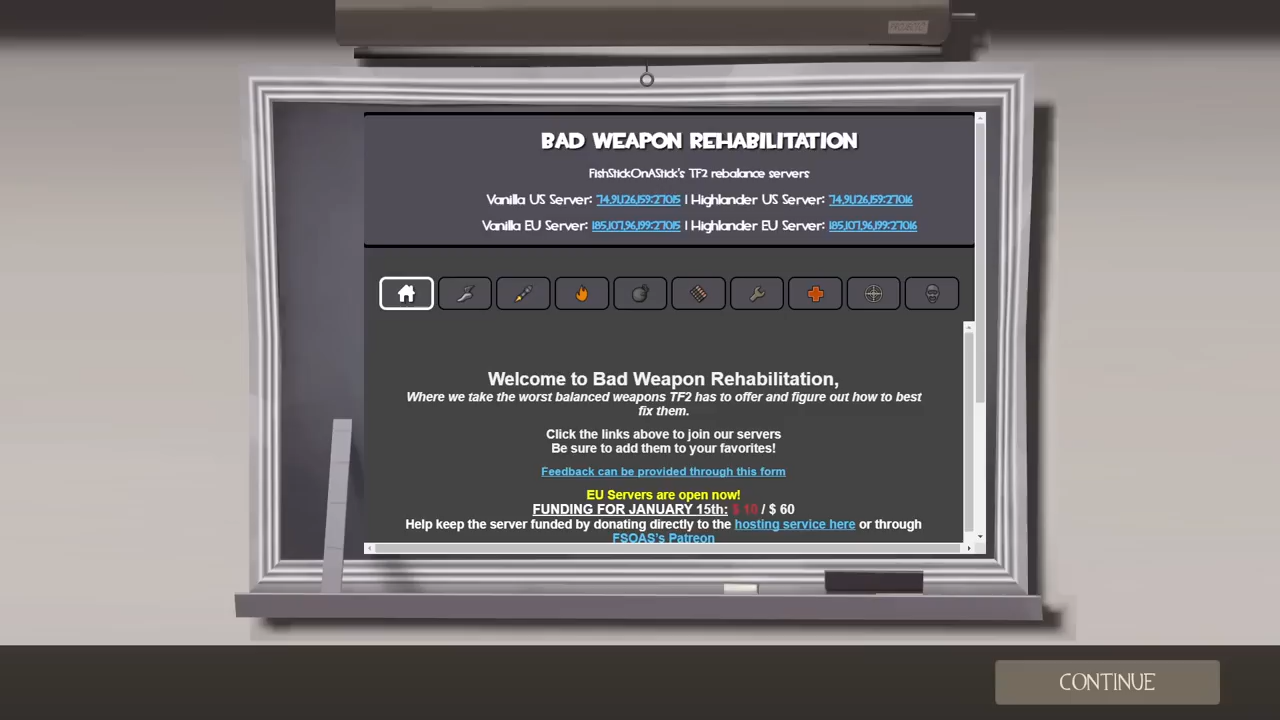 BAD WEAPON REHABILITATION
FishStickOnAStick's TF2 rebalance servers
Vanilla US Server: 74.91.126.159:27015 | Highlander US Server: 74.91.126.159:27016
Vanilla EU Server: 185.107.96.199:27015 | Highlander EU Server: 185.107.96.199:27016
Welcome to Bad Weapon Rehabilitation,
Where we take the worst balanced weapons TF2 has to offer and figure out how to best
fix them.
Click the links above to join our servers
Be sure to add them to your favorites!
Feedback can be provided through this form
EU Servers are open now!
FUNDING FOR JANUARY 15th: $ 10 / $ 60
Help keep the server funded by donating directly to the hosting service here or through
FSOAS's Patreon
CONTINUE